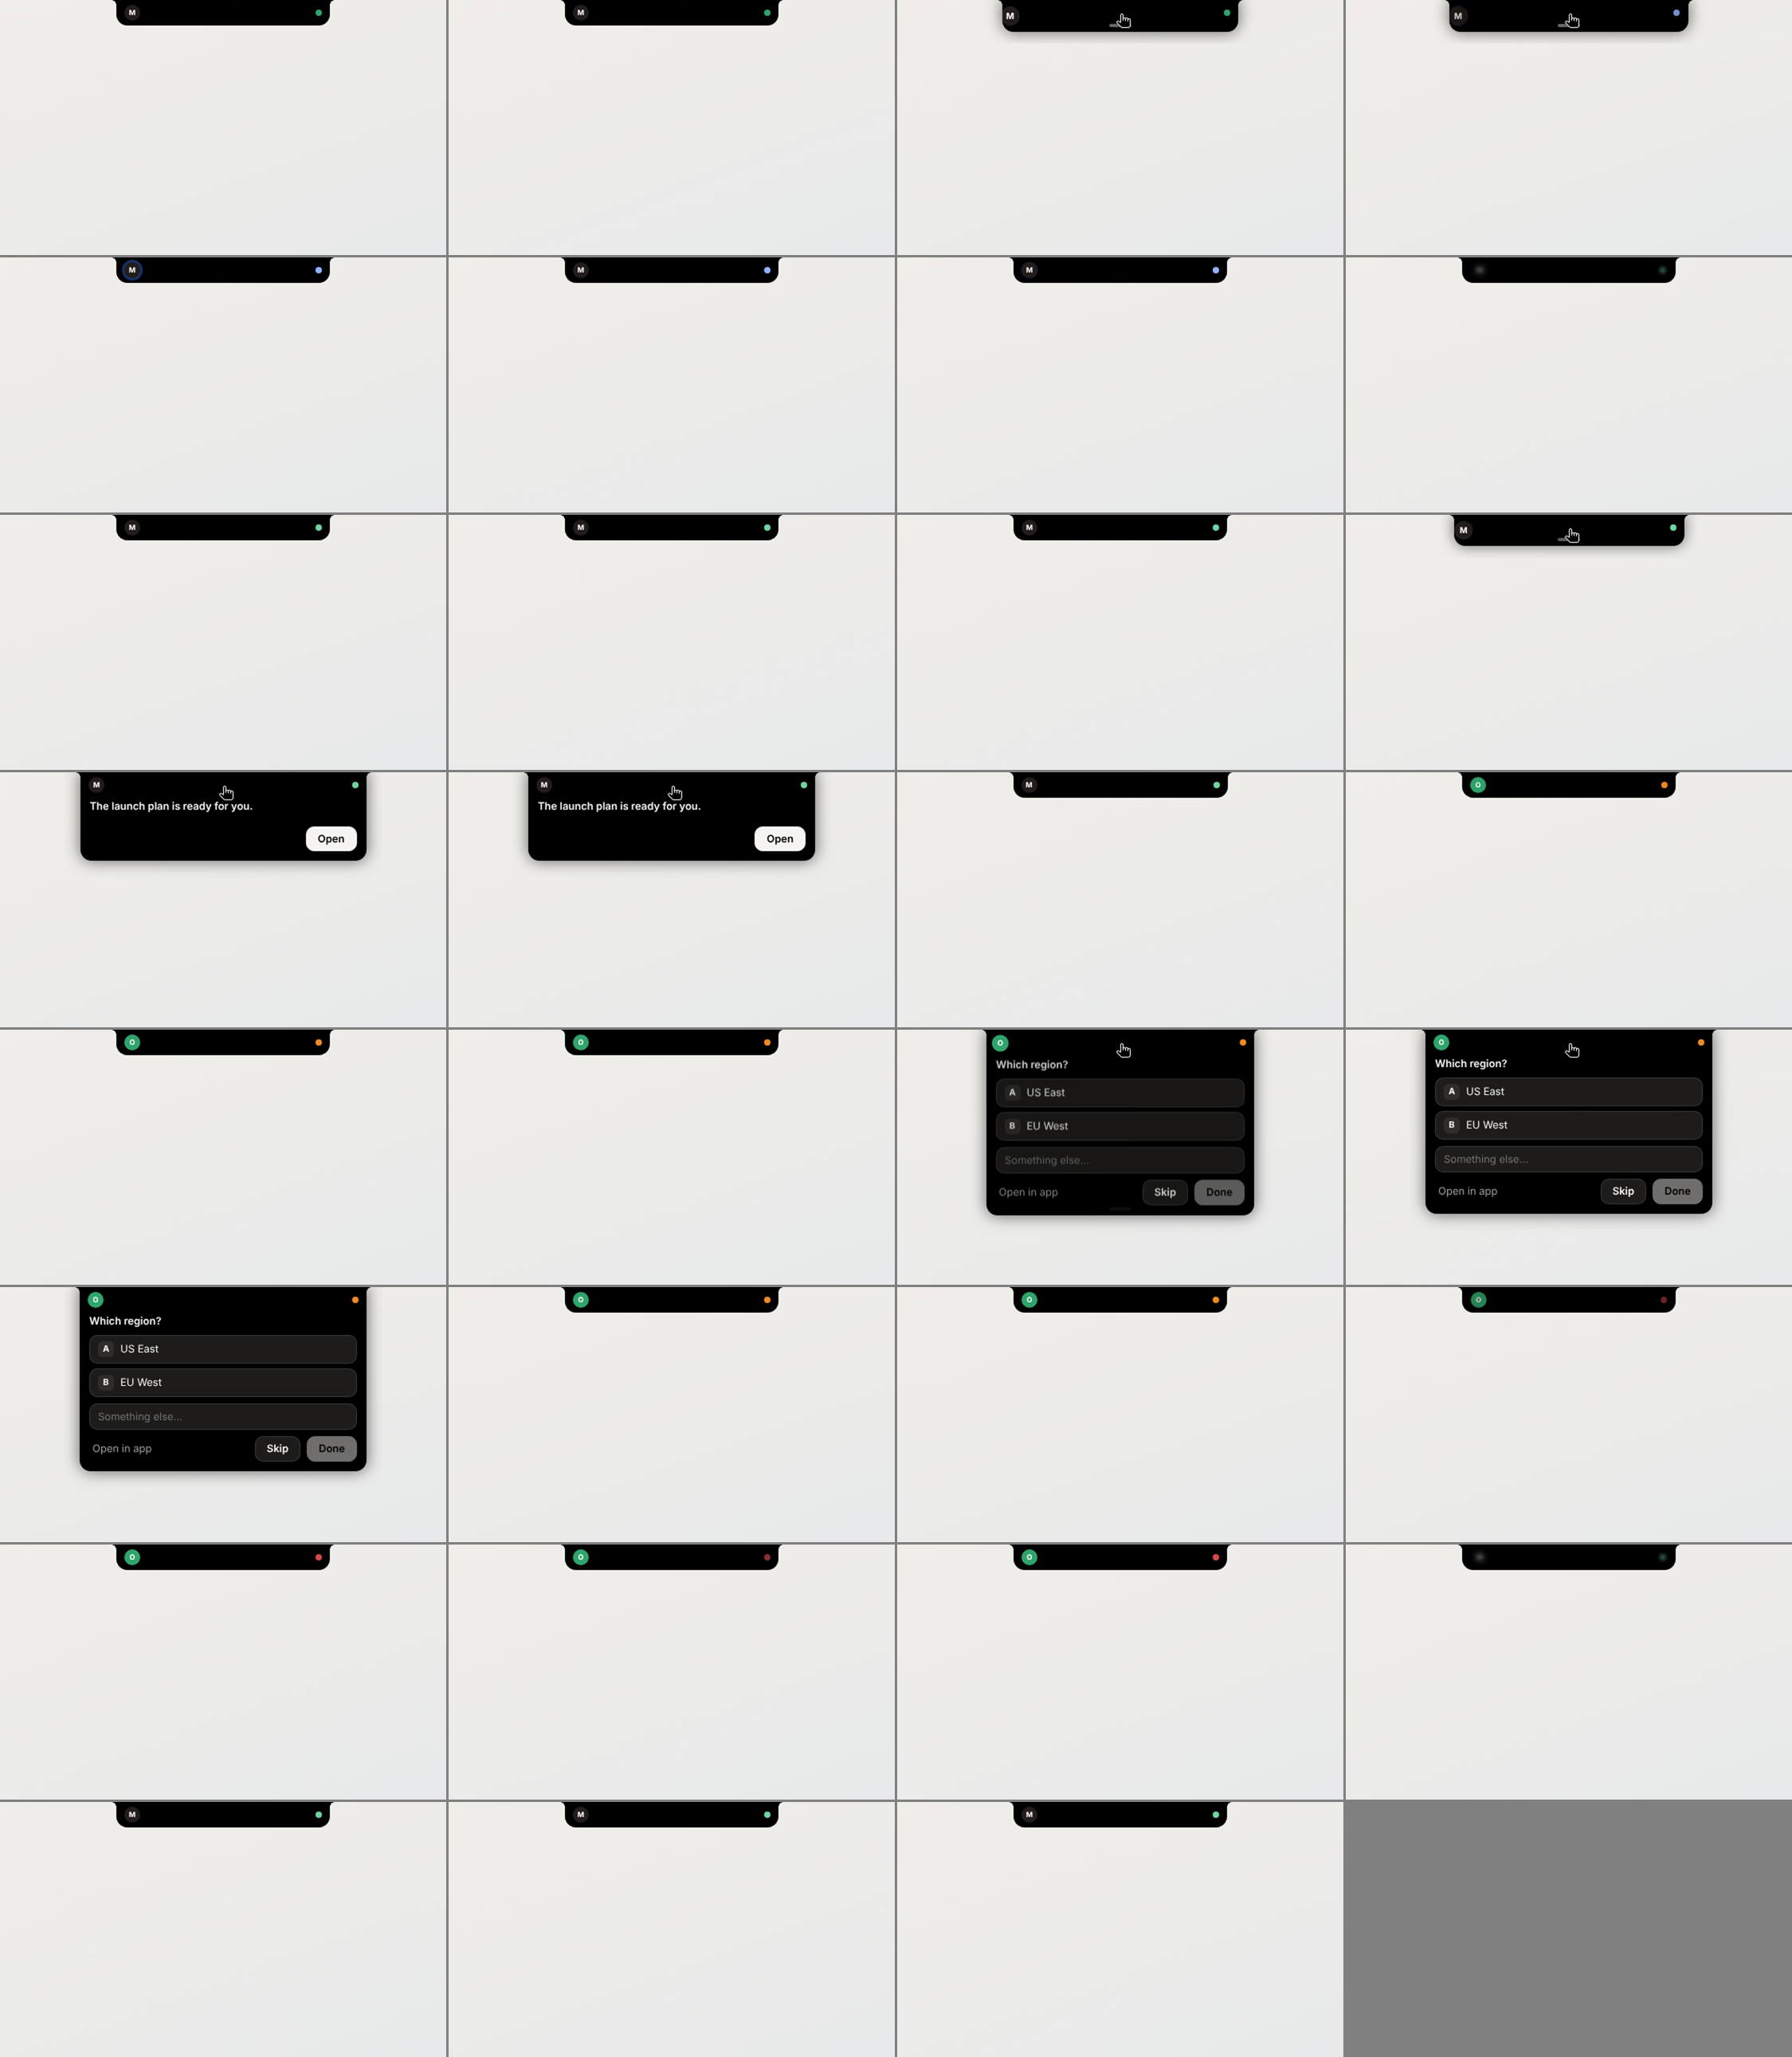 M
M
M
M
M
M
M
M
M
M
M
M
The launch plan is ready for you.
Open
M
The launch plan is ready for you.
Open
M
O
O
O
O
Which region?
A US East
B EU West
Something else...
Open in app Skip Done
O
Which region?
A US East
B EU West
Something else...
Open in app Skip Done
O
Which region?
A US East
B EU West
Something else...
Open in app Skip Done
O
O
O
O
O
O
M
M
M